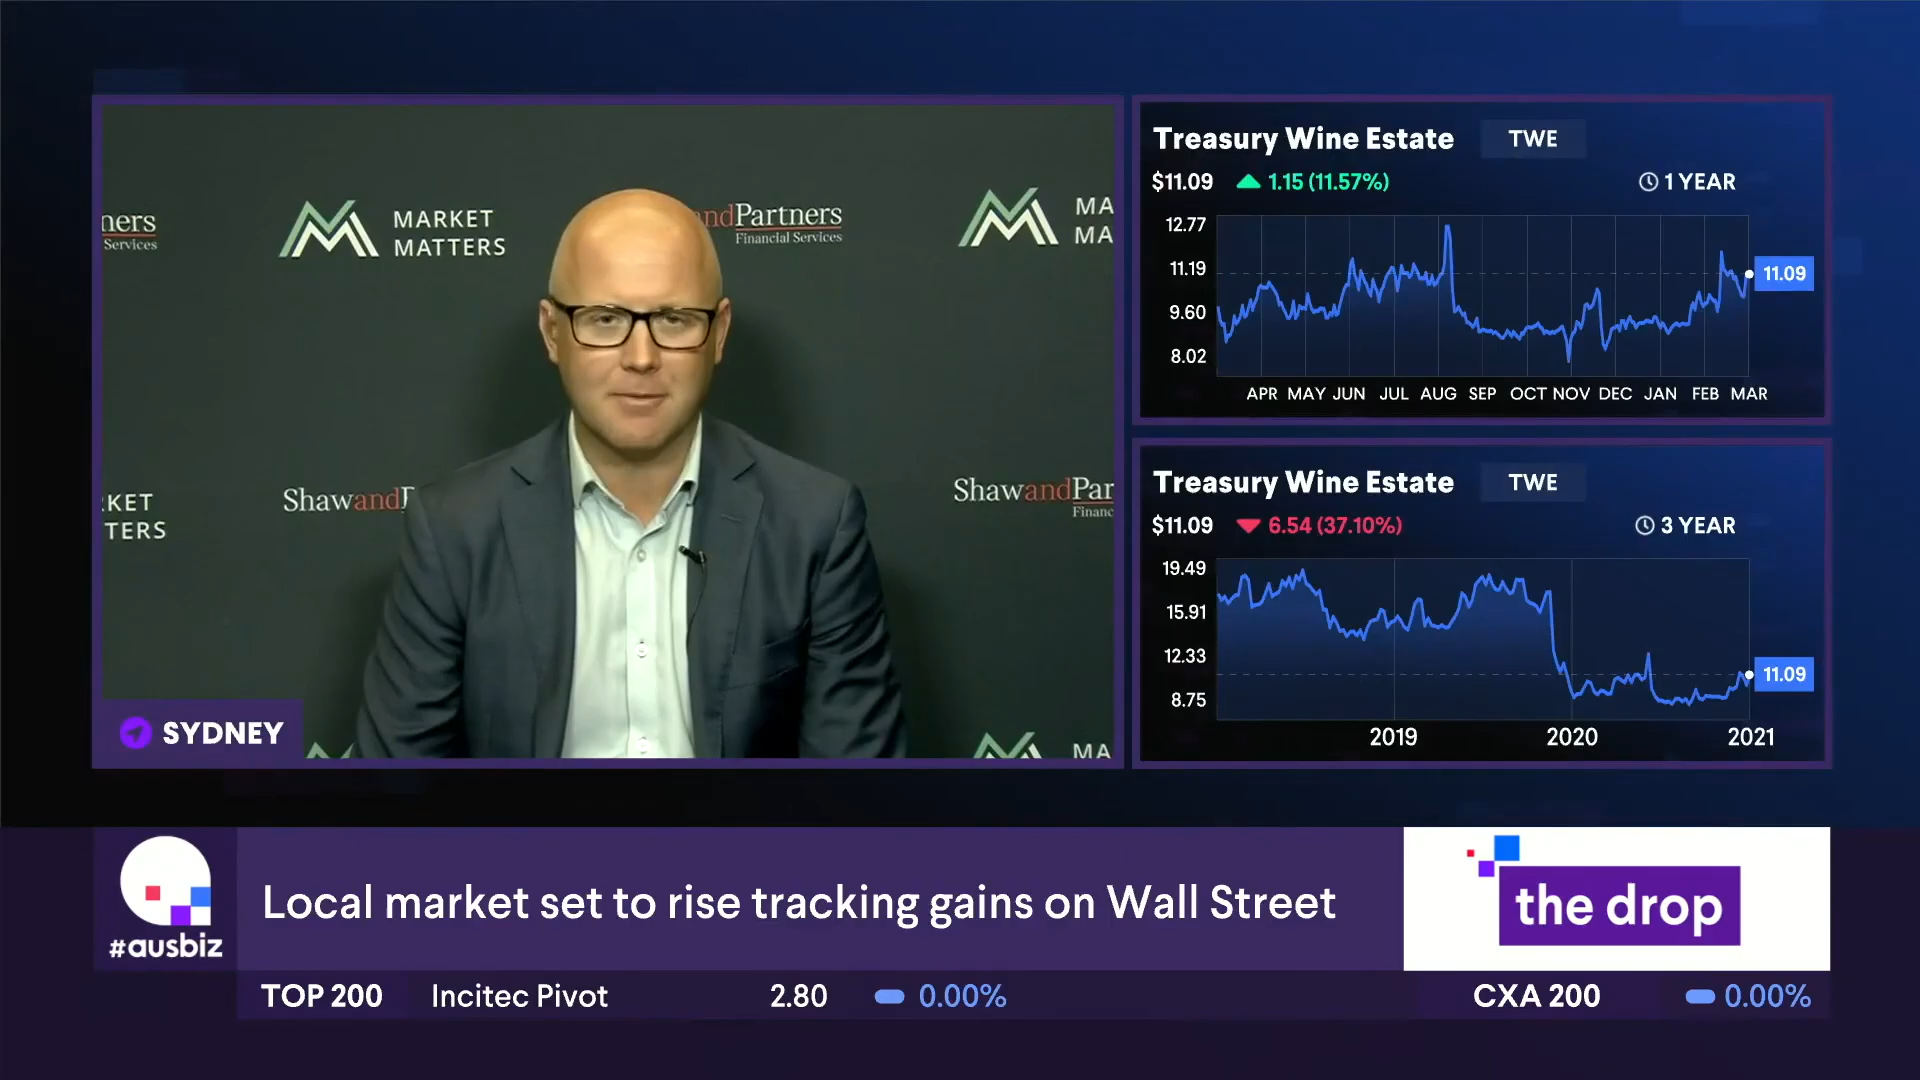 ners
Services
MARKET
MATTERS
andPartners
Financial Services
MA
MA
KET
TERS
ShawandP
ShawandPar
Financ
MA
SYDNEY
Treasury Wine Estate TWE
$11.09 1.15 (11.57%) 1 YEAR
12.77
11.19
9.60
8.02
11.09
APR MAY JUN JUL AUG SEP OCT NOV DEC JAN FEB MAR
Treasury Wine Estate TWE
$11.09 6.54 (37.10%) 3 YEAR
19.49
15.91
12.33
8.75
11.09
2019 2020 2021
#ausbiz
Local market set to rise tracking gains on Wall Street
the drop
TOP 200 Incitec Pivot 2.80 0.00% CXA 200 0.00%